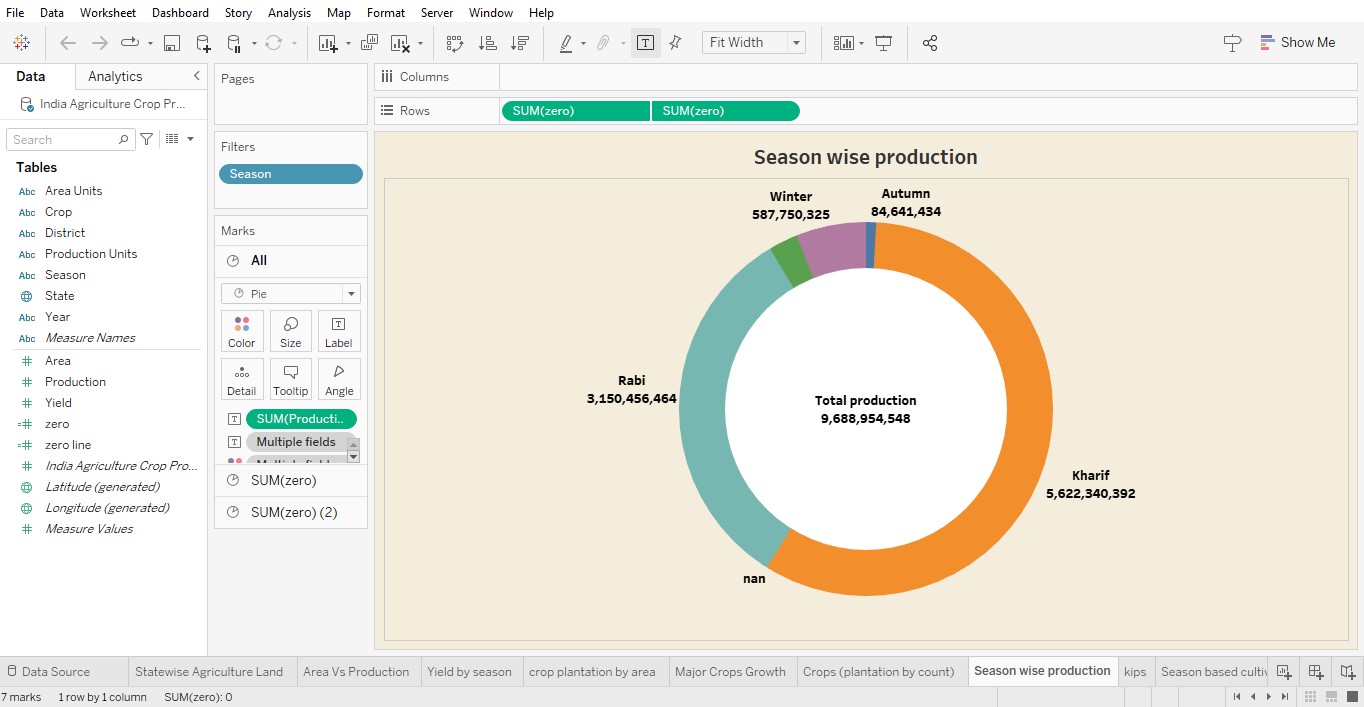 File Data Worksheet Dashboard Story Analysis Map Format Server Window Help
Fit Width
Show Me
Data Analytics
India Agriculture Crop Pr...
Search
Tables
Abc Area Units
Abc Crop
Abc District
Abc Production Units
Abc Season
State
Abc Year
Abc Measure Names
Area
Production
Yield
zero
zero line
India Agriculture Crop Pro...
Latitude (generated)
Longitude (generated)
Measure Values
Pages
Filters
Season
Marks
All
Pie
Color Size Label
Detail Tooltip Angle
SUM(Producti..
Multiple fields
SUM(zero)
SUM(zero) (2)
Columns
Rows SUM(zero) SUM(zero)
Season wise production
Winter
587,750,325
Autumn
84,641,434
Rabi
3,150,456,464
Total production
9,688,954,548
Kharif
5,622,340,392
nan
Data Source Statewise Agriculture Land Area Vs Production Yield by season crop plantation by area Major Crops Growth Crops (plantation by count) Season wise production kips Season based cultiv
7 marks 1 row by 1 column SUM(zero): 0